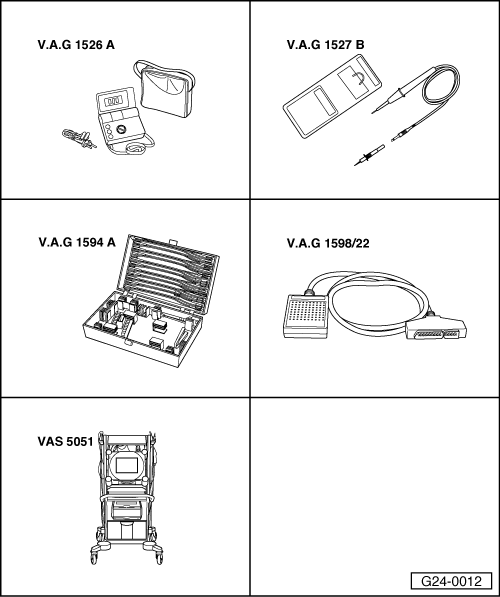 V.A.G 1526 A
V.A.G 1527 B
V.A.G 1594 A
V.A.G 1598/22
VAS 5051
G24-0012